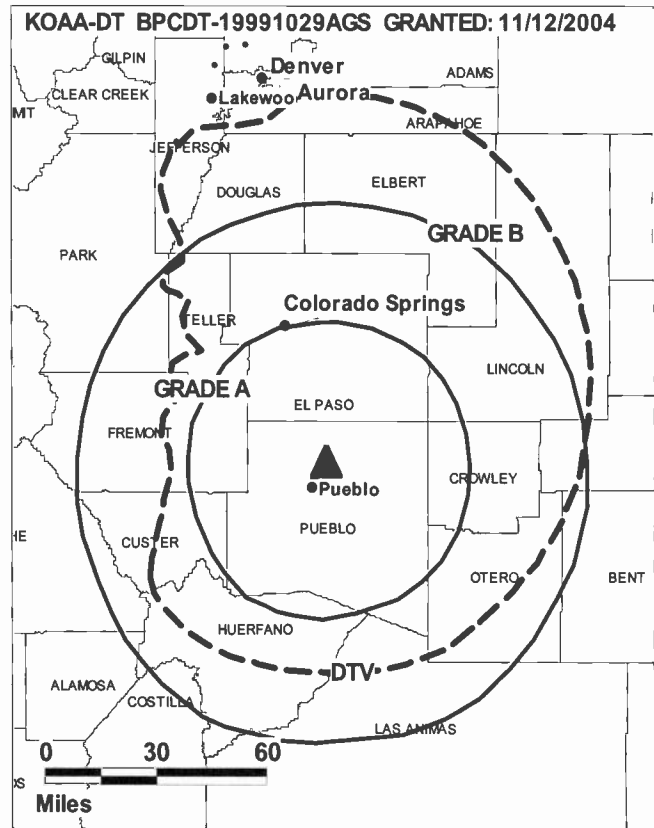 KOAA-DT BPCDT-19991029AGS GRANTED: 11/12/2004
GILPIN
Denver
ADAMS
CLEAR CREEK
Lakewoo
Aurora
MT
ARAPAHOE
JEFFERSON
ELBERT
DOUGLAS
GRADE B
PARK
Colorado Springs
TELLER
LINCOLN
GRADE A
EL PASO
FREMONT
CROWLEY
Pueblo
PUEBLO
HE
CUSTER
OTERO
BENT
HUERFANO
DTV
ALAMOSA
COSTILLA
LAS ANIMAS
0 30 60
OS
Miles